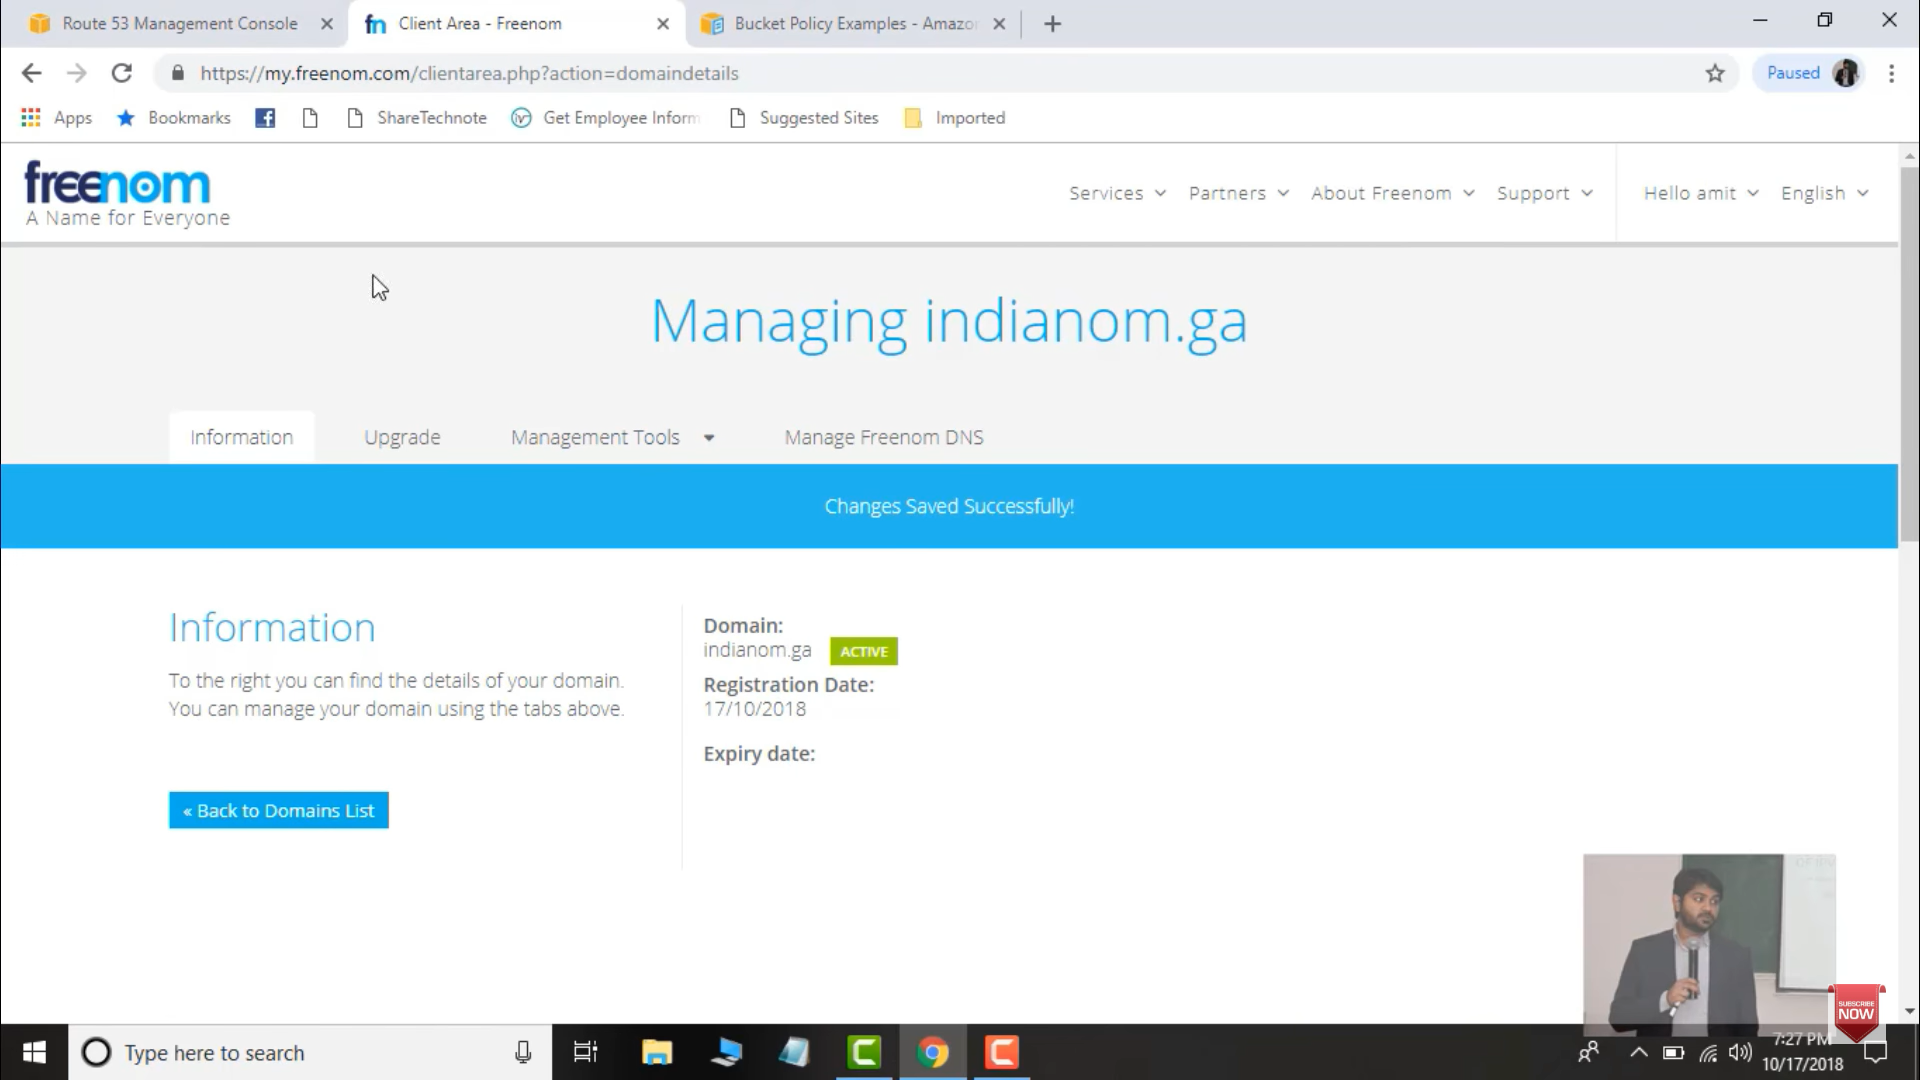 Route 53 Management Console
Client Area - Freenom
Bucket Policy Examples - Amazo
https://my.freenom.com/clientarea.php?action=domaindetails
Paused
Apps
Bookmarks
ShareTechnote
Get Employee Inform
Suggested Sites
Imported
freenom
A Name for Everyone
Services
Partners
About Freenom
Support
Hello amit
English
Managing indianom.ga
Information
Upgrade
Management Tools
Manage Freenom DNS
Changes Saved Successfully!
Information
To the right you can find the details of your domain.
You can manage your domain using the tabs above.
« Back to Domains List
Domain:
indianom.ga ACTIVE
Registration Date:
17/10/2018
Expiry date:
SUBSCRIBE
NOW
Type here to search
7:27 PM
10/17/2018